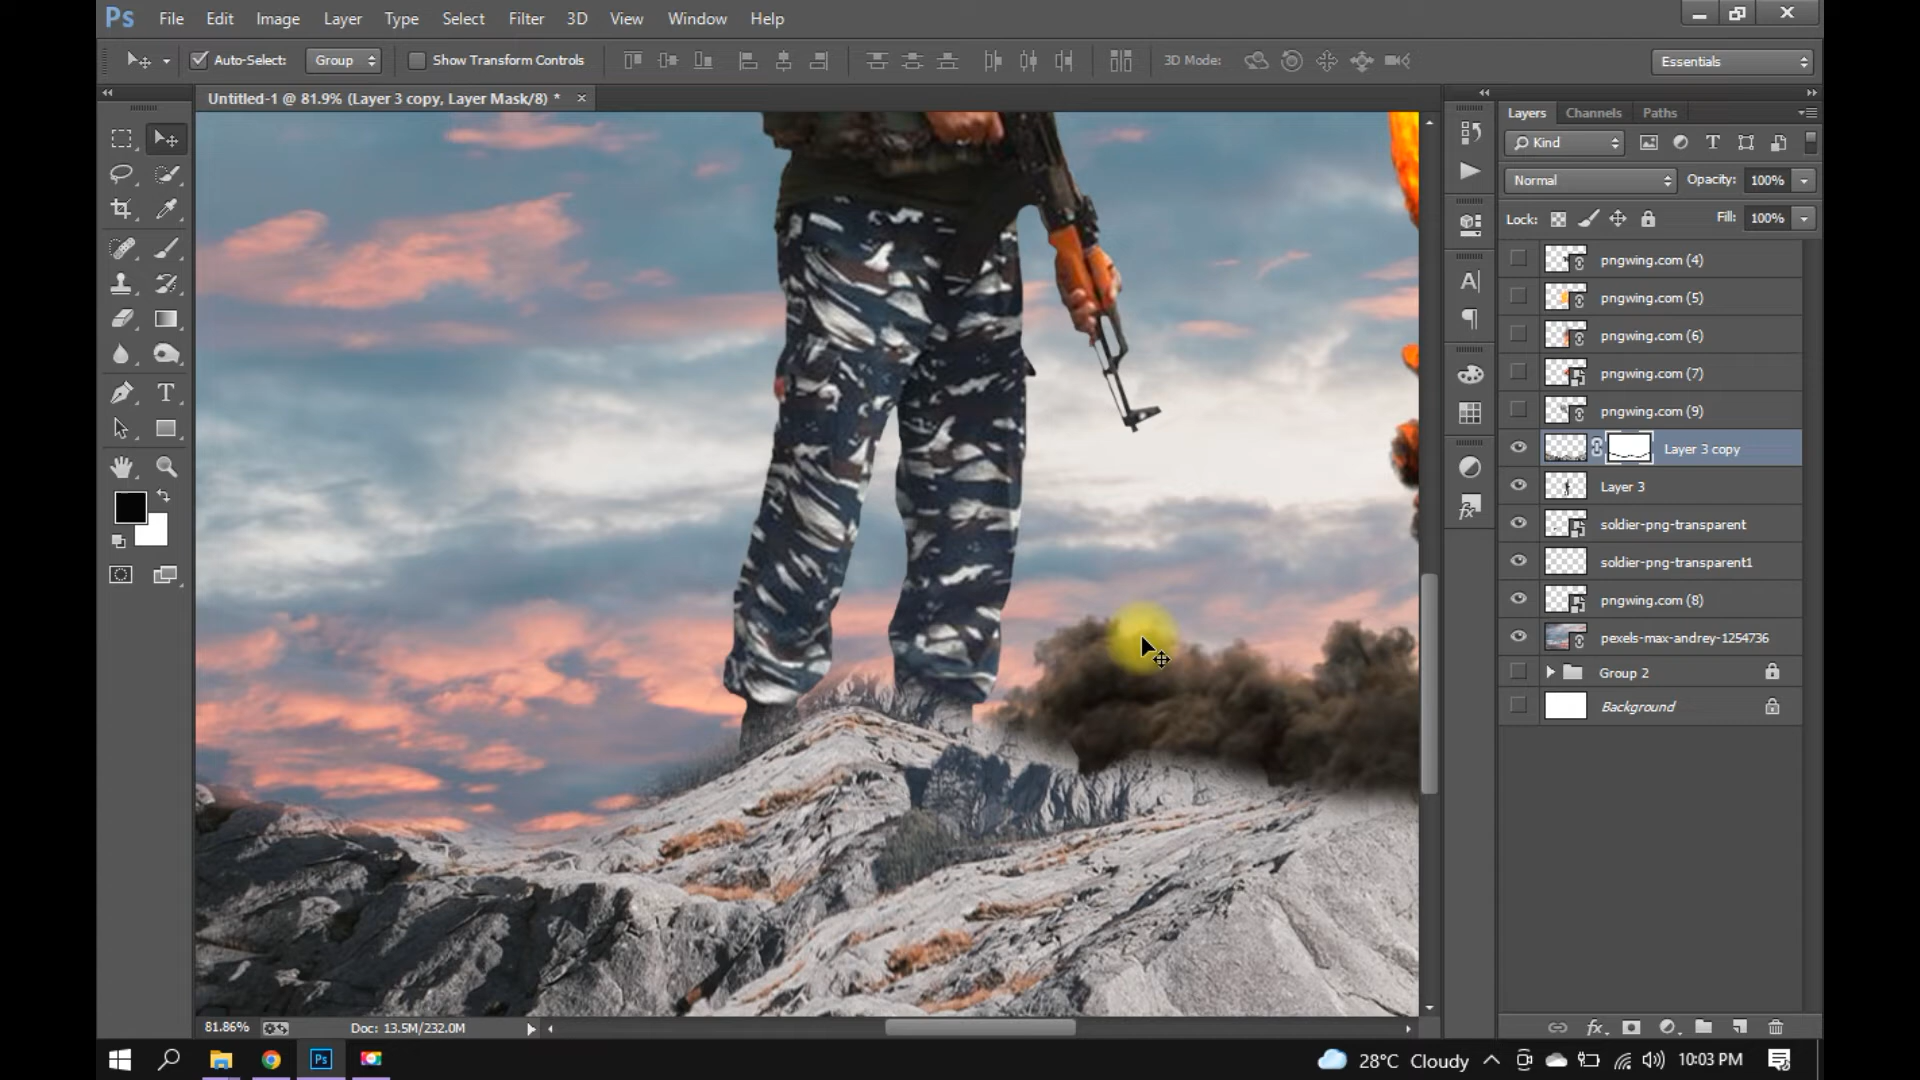 Ps File Edit Image Layer Type Select Filter 3D View Window Help
Auto-Select: Group Show Transform Controls 3D Mode: Essentials
Untitled-1 @ 81.9% (Layer 3 copy, Layer Mask/8) *
Layers Channels Paths
Kind
Normal Opacity: 100%
Lock: Fill: 100%
pngwing.com (4)
pngwing.com (5)
pngwing.com (6)
pngwing.com (7)
pngwing.com (9)
Layer 3 copy
Layer 3
soldier-png-transparent
soldier-png-transparent1
pngwing.com (8)
pexels-max-andrey-1254736
Group 2
Background
81.86% Doc: 13.5M/232.0M
Ps 28°C Cloudy 10:03 PM